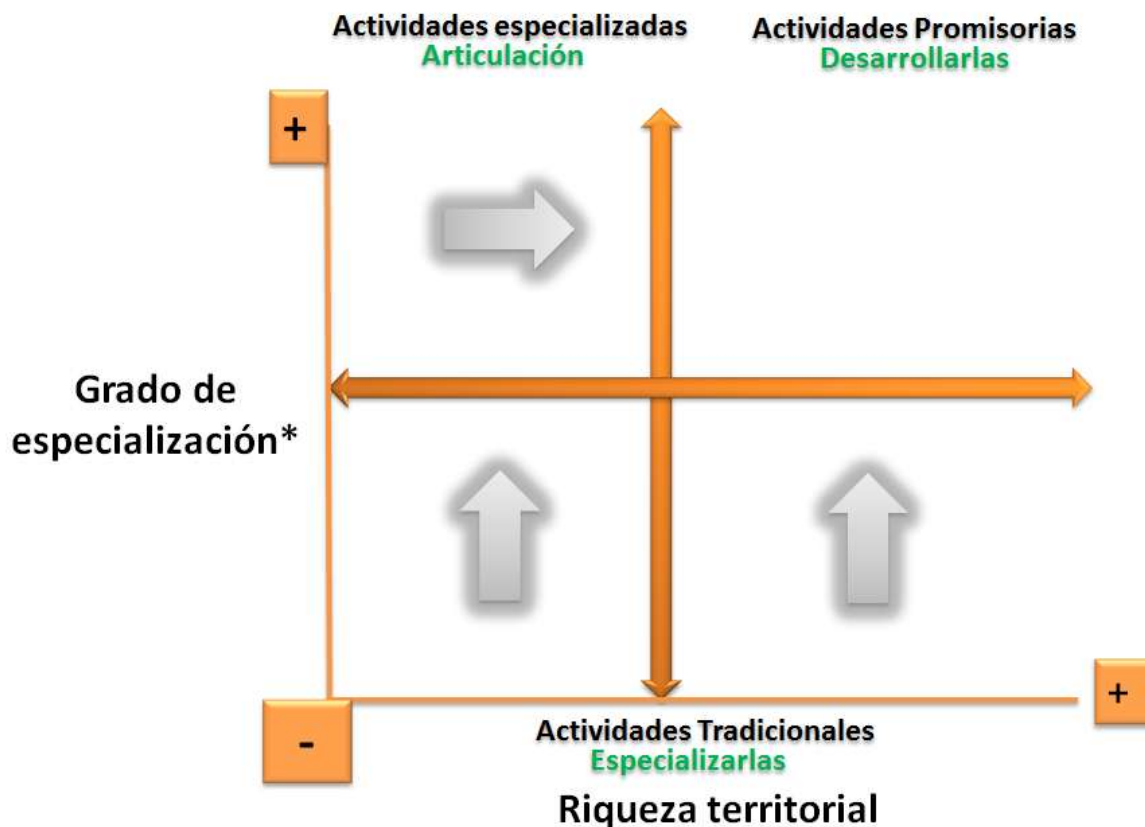 Actividades especializadas
Articulación
Actividades Promisorias
Desarrollarlas
+
Grado de
especialización*
+
-
Actividades Tradicionales
Especializarlas
Riqueza territorial